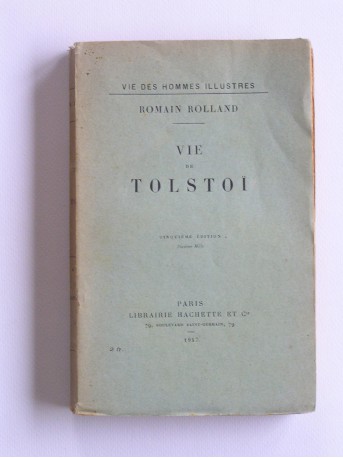 VIE DES HOMMES ILLUSTRES
ROMAIN ROLLAND
VIE
DE
TOLSTOÏ
ÉDITION
PARIS
LIBRAIRIE HACHETTE ET Cie
79, BOULEVARD SAINT-GERMAIN, 79